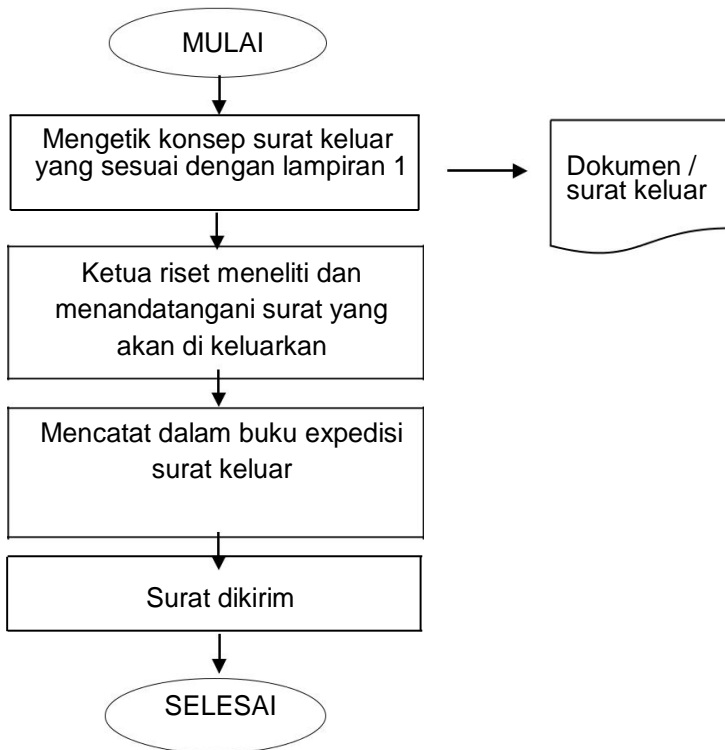 MULAI
Mengetik konsep surat keluar
yang sesuai dengan lampiran 1
Dokumen /
surat keluar
Ketua riset meneliti dan
menandatangani surat yang
akan di keluarkan
Mencatat dalam buku expedisi
surat keluar
Surat dikirim
SELESAI